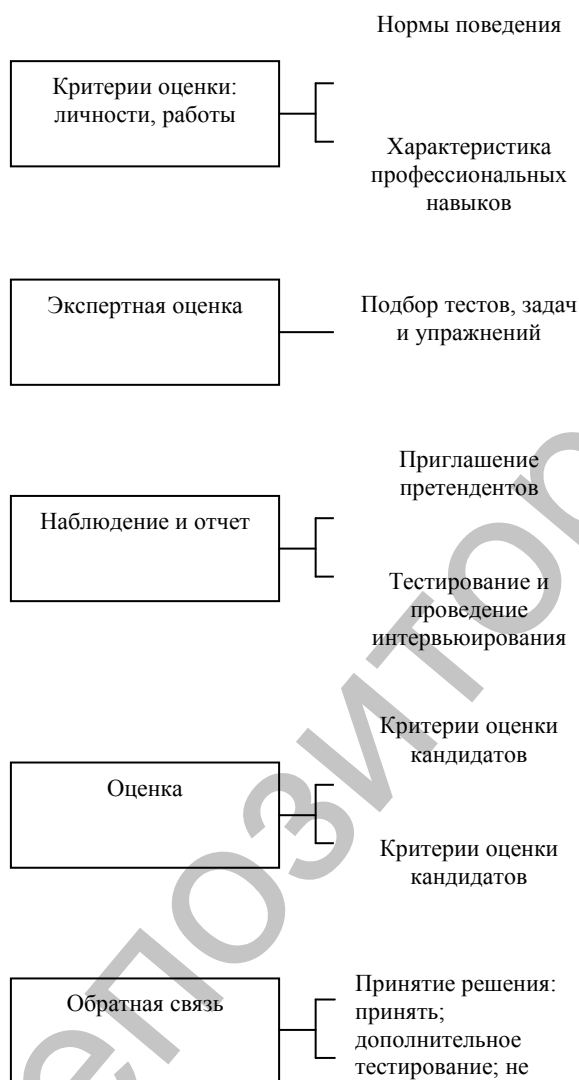 Нормы поведения
Критерии оценки:
личности, работы
Характеристика
профессиональных
навыков
Экспертная оценка
Подбор тестов, задач
и упражнений
Приглашение
претендентов
Наблюдение и отчет
Тестирование и
проведение
интервьюирования
Критерии оценки
кандидатов
Оценка
Критерии оценки
кандидатов
Обратная связь
Принятие решения:
принять;
дополнительное
тестирование; не
епозитор